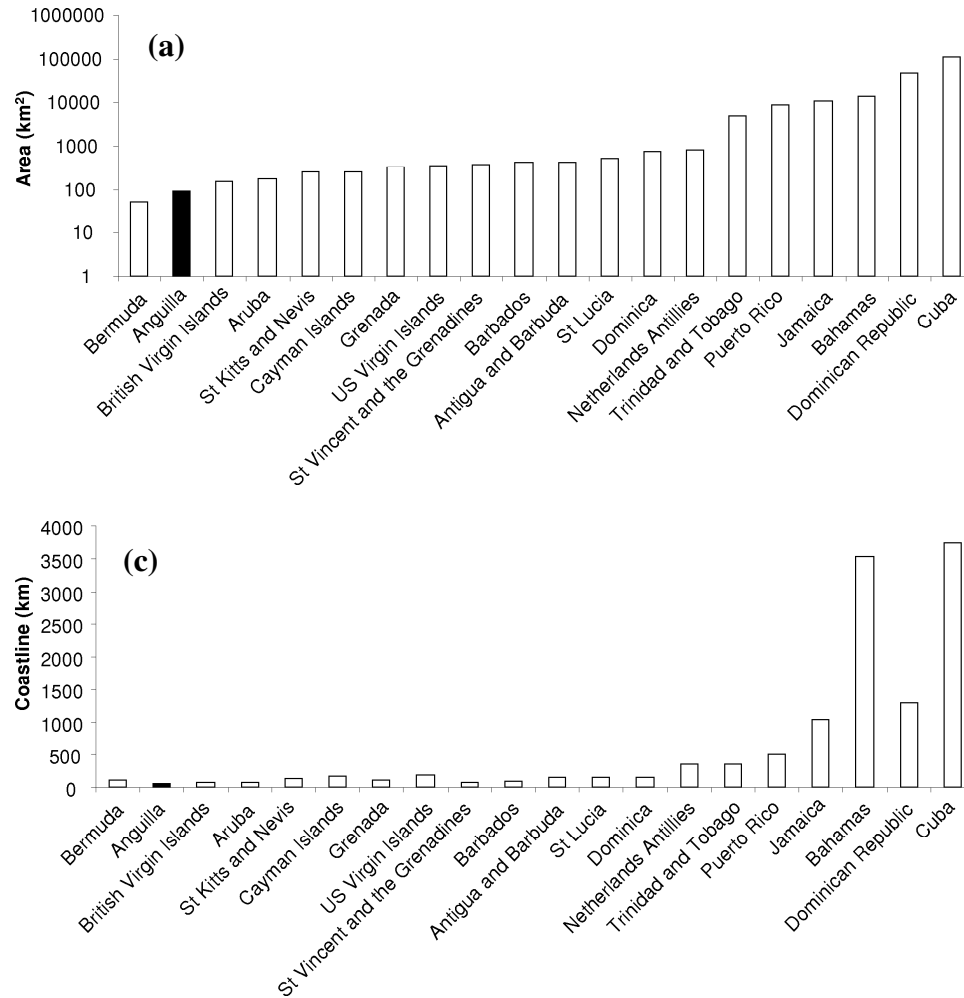 (a)
Area (km²)
1000000
100000
10000
1000
100
10
1
Bermuda
Anguilla
British Virgin Islands
Aruba
St Kitts and Nevis
Cayman Islands
Grenada
US Virgin Islands
St Vincent and the Grenadines
Barbados
Antigua and Barbuda
St Lucia
Dominica
Netherlands Antillies
Trinidad and Tobago
Puerto Rico
Jamaica
Bahamas
Dominican Republic
Cuba
(c)
Coastline (km)
4000
3500
3000
2500
2000
1500
1000
500
0
Bermuda
Anguilla
British Virgin Islands
Aruba
St Kitts and Nevis
Cayman Islands
Grenada
US Virgin Islands
St Vincent and the Grenadines
Barbados
Antigua and Barbuda
St Lucia
Dominica
Netherlands Antillies
Trinidad and Tobago
Puerto Rico
Jamaica
Bahamas
Dominican Republic
Cuba